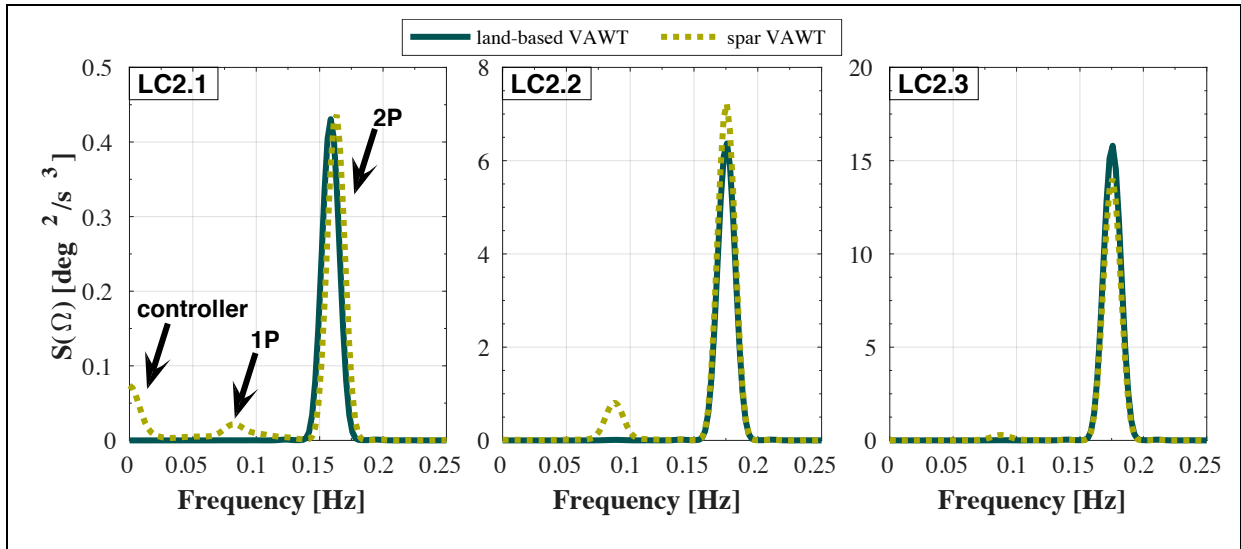 land-based VAWT spar VAWT
LC2.1
0.5
0.4
0.3
0.2
0.1
0
S(Ω) [deg ²/s ³]
2P
controller
1P
0 0.05 0.1 0.15 0.2 0.25
Frequency [Hz]
LC2.2
8
6
4
2
0
0 0.05 0.1 0.15 0.2 0.25
Frequency [Hz]
LC2.3
20
15
10
5
0
0 0.05 0.1 0.15 0.2 0.25
Frequency [Hz]